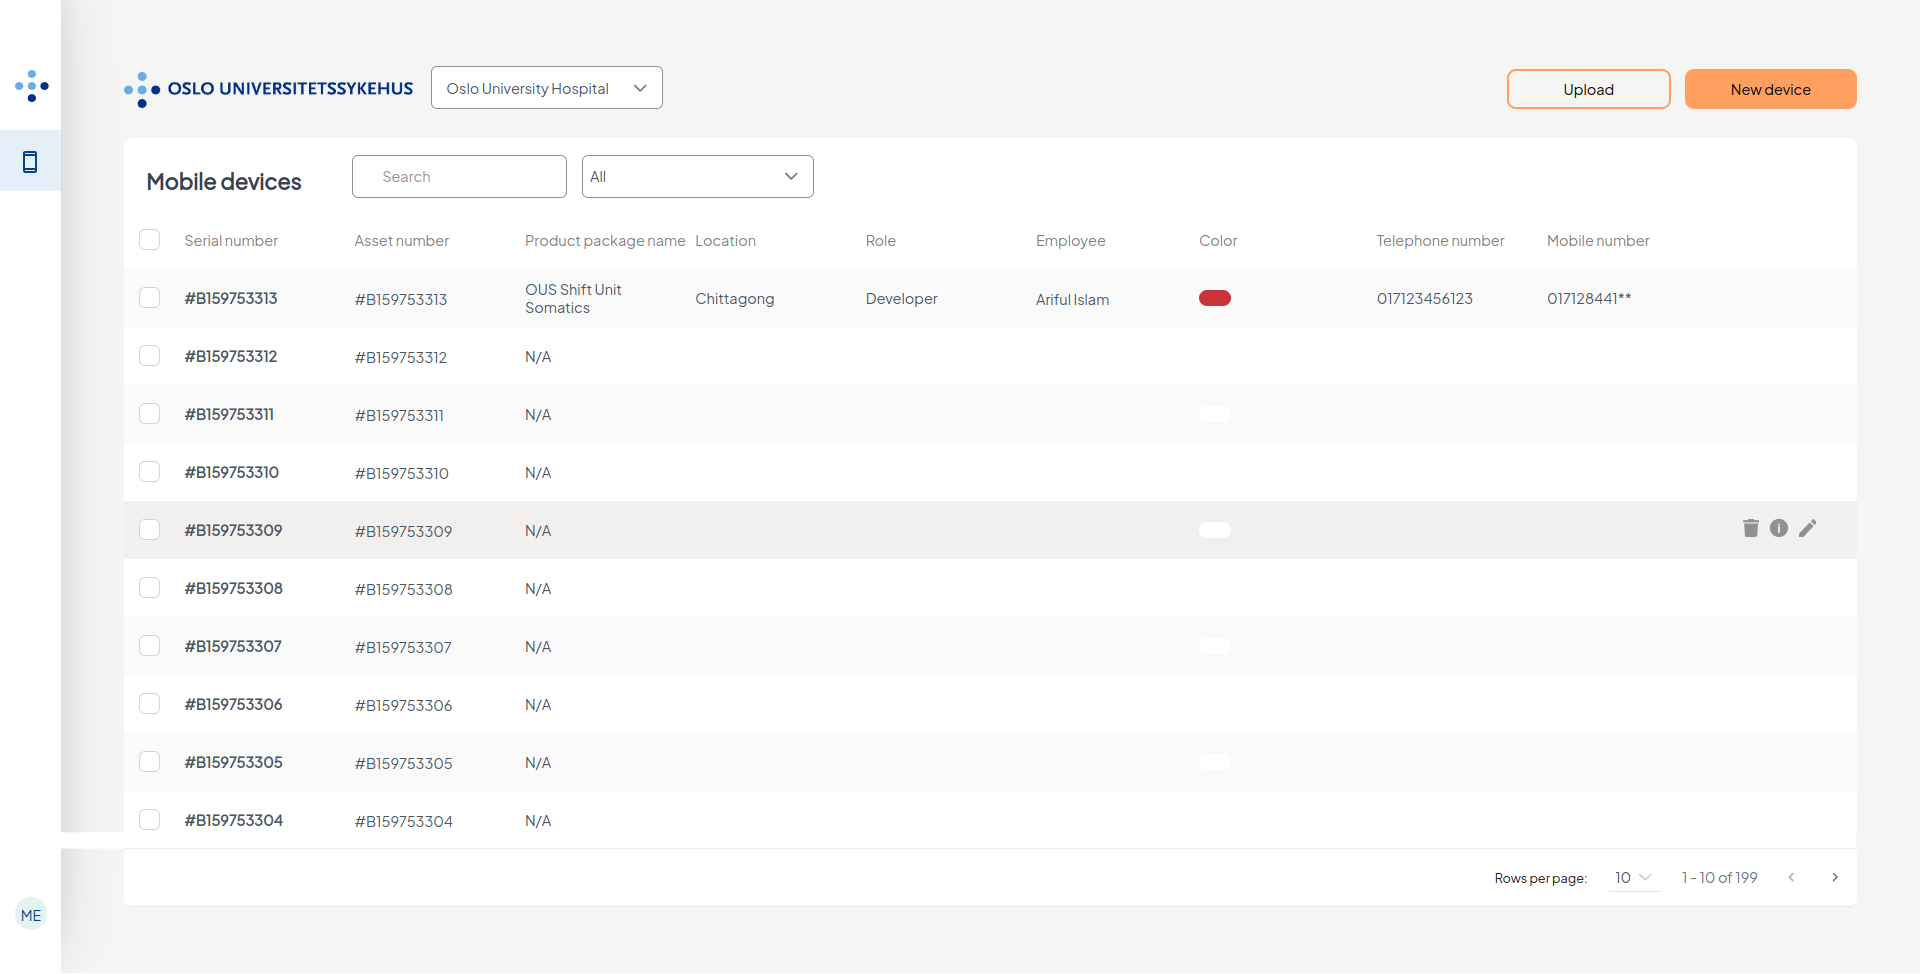 OSLO UNIVERSITETSSYKEHUS Oslo University Hospital Upload New device
Mobile devices Search All
Serial number Asset number Product package name Location Role Employee Color Telephone number Mobile number
#B159753313 #B159753313 OUS Shift Unit Somatics Chittagong Developer Ariful Islam 017123456123 017128441**
#B159753312 #B159753312 N/A
#B159753311 #B159753311 N/A
#B159753310 #B159753310 N/A
#B159753309 #B159753309 N/A
#B159753308 #B159753308 N/A
#B159753307 #B159753307 N/A
#B159753306 #B159753306 N/A
#B159753305 #B159753305 N/A
#B159753304 #B159753304 N/A
Rows per page: 10 1 - 10 of 199
ME